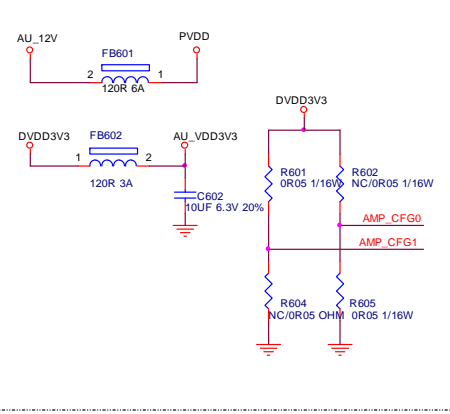 AU_12V
PVDD
FB601
2
1
120R 6A
DVDD3V3
DVDD3V3
FB602
AU_VDD3V3
1
2
120R 3A
C602
10UF 6.3V 20%
R601
0R05 1/16W
R602
NC/0R05 1/16W
AMP_CFG0
AMP_CFG1
R604
NC/0R05 OHM
R605
0R05 1/16W